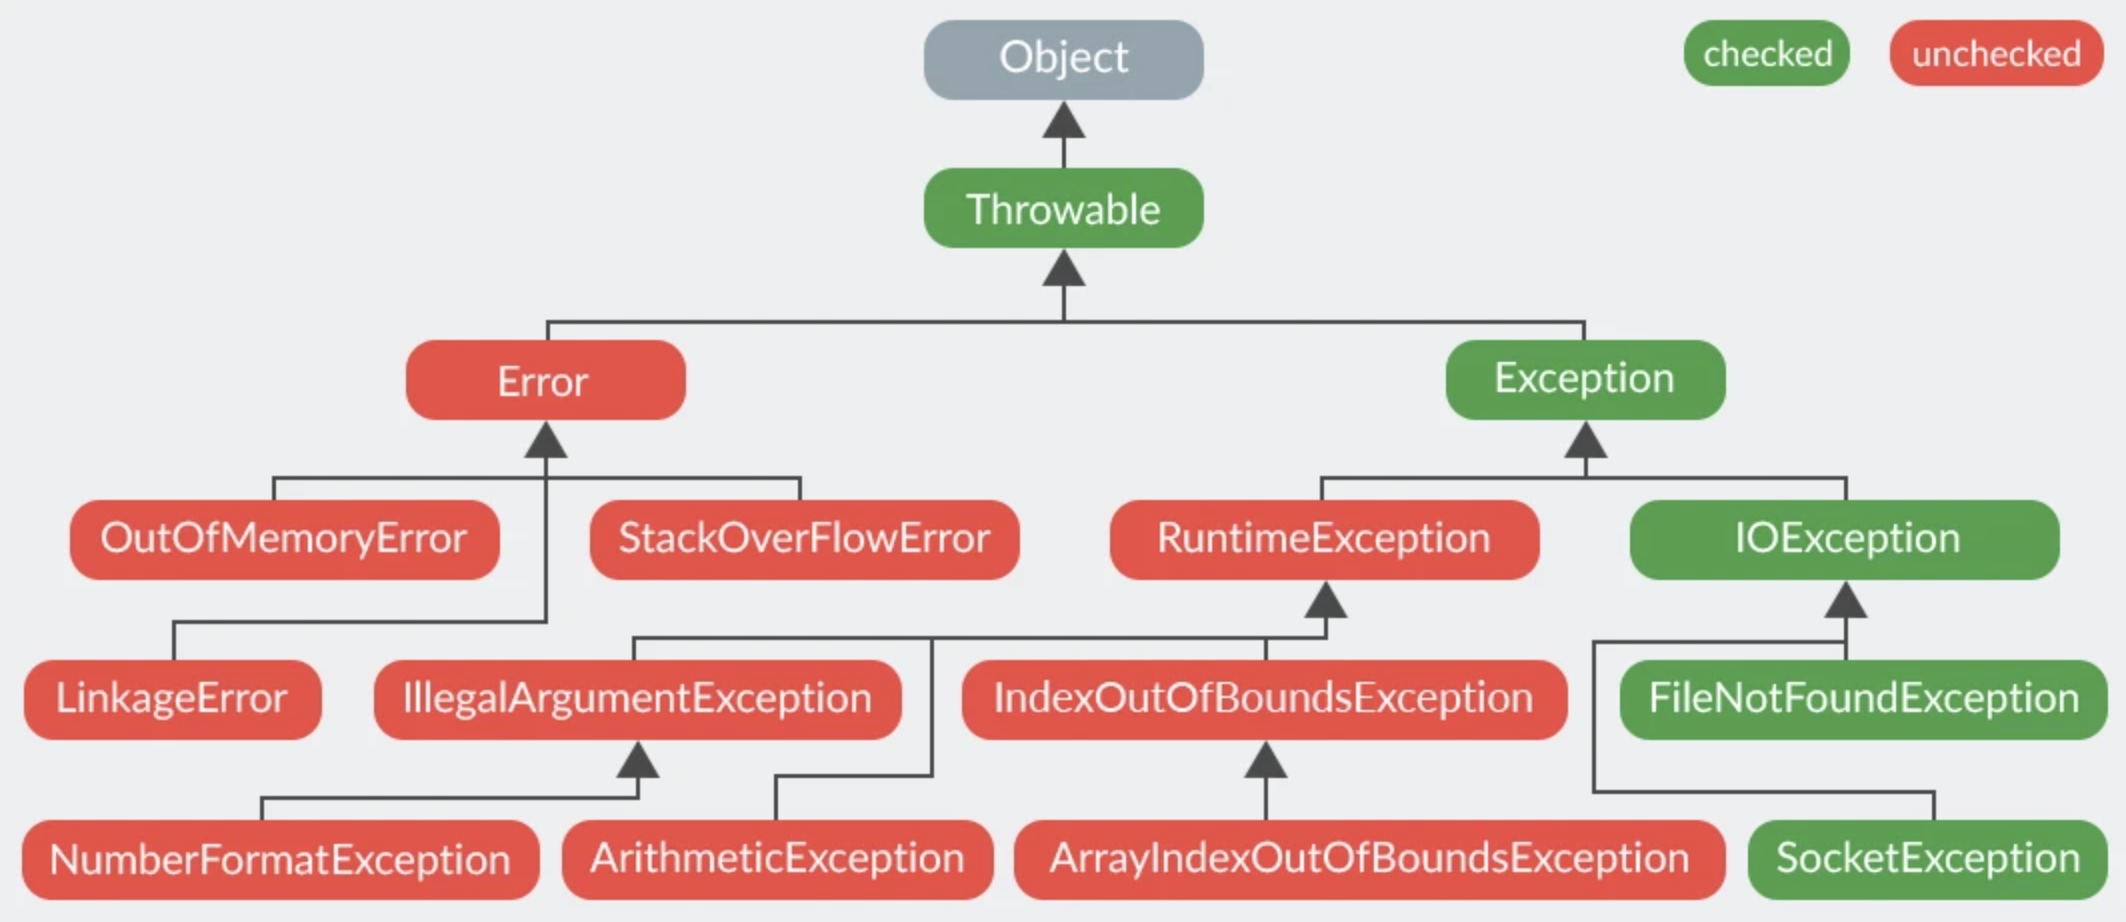 Object
checked
unchecked
Throwable
Error
Exception
OutOfMemoryError
StackOverFlowError
RuntimeException
IOException
LinkageError
IllegalArgumentException
IndexOutOfBoundsException
FileNotFoundException
NumberFormatException
ArithmeticException
ArrayIndexOutOfBoundsException
SocketException